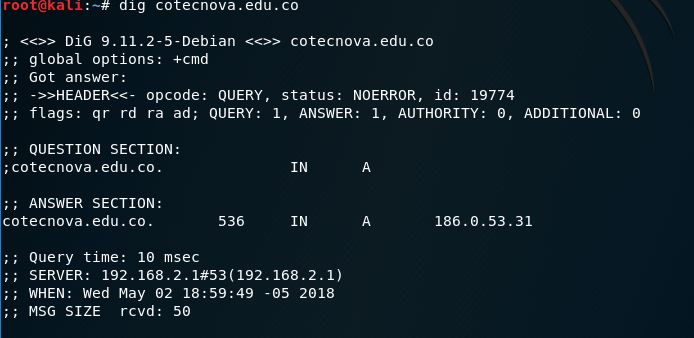 root@kali:~# dig cotecnova.edu.co
; <<>> DiG 9.11.2-5-Debian <<>> cotecnova.edu.co
;; global options: +cmd
;; Got answer:
;; ->>HEADER<<- opcode: QUERY, status: NOERROR, id: 19774
;; flags: qr rd ra ad; QUERY: 1, ANSWER: 1, AUTHORITY: 0, ADDITIONAL: 0
;; QUESTION SECTION:
;cotecnova.edu.co. IN A
;; ANSWER SECTION:
cotecnova.edu.co. 536 IN A 186.0.53.31
;; Query time: 10 msec
;; SERVER: 192.168.2.1#53(192.168.2.1)
;; WHEN: Wed May 02 18:59:49 -05 2018
;; MSG SIZE rcvd: 50